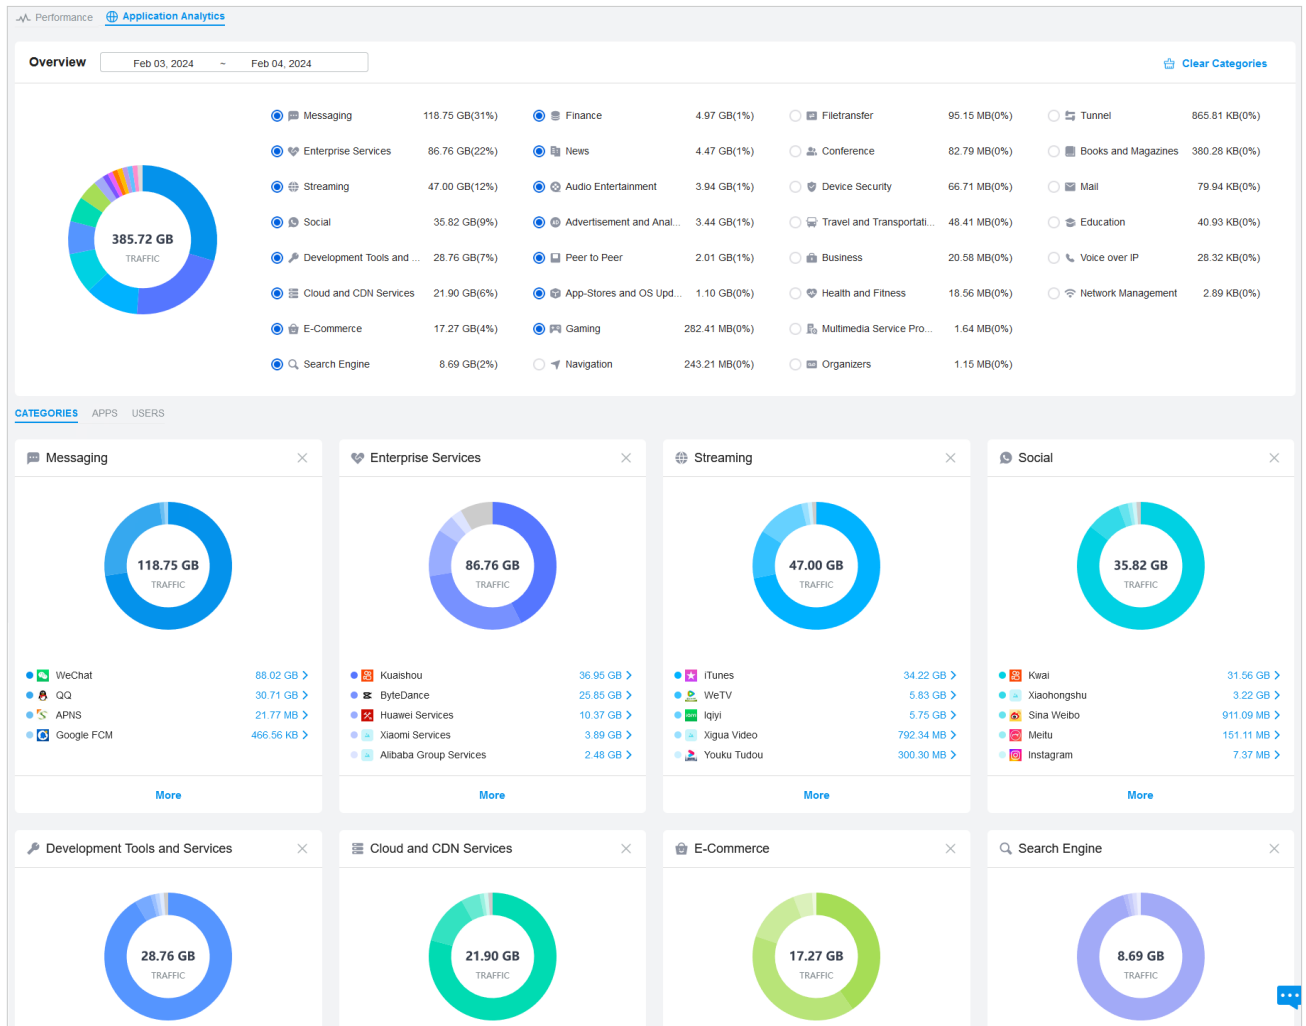 Performance
Application Analytics
Overview
Feb 03, 2024 ~ Feb 04, 2024
Clear Categories
385.72 GB
TRAFFIC
Messaging 118.75 GB(31%)
Enterprise Services 86.76 GB(22%)
Streaming 47.00 GB(12%)
Social 35.82 GB(9%)
Development Tools and ... 28.76 GB(7%)
Cloud and CDN Services 21.90 GB(6%)
E-Commerce 17.27 GB(4%)
Search Engine 8.69 GB(2%)
Finance 4.97 GB(1%)
News 4.47 GB(1%)
Audio Entertainment 3.94 GB(1%)
Advertisement and Anal... 3.44 GB(1%)
Peer to Peer 2.01 GB(1%)
App-Stores and OS Upd... 1.10 GB(0%)
Gaming 282.41 MB(0%)
Navigation 243.21 MB(0%)
Filetransfer 95.15 MB(0%)
Conference 82.79 MB(0%)
Device Security 66.71 MB(0%)
Travel and Transportati... 48.41 MB(0%)
Business 20.58 MB(0%)
Health and Fitness 18.56 MB(0%)
Multimedia Service Pro... 1.64 MB(0%)
Organizers 1.15 MB(0%)
Tunnel 865.81 KB(0%)
Books and Magazines 380.28 KB(0%)
Mail 79.94 KB(0%)
Education 40.93 KB(0%)
Voice over IP 28.32 KB(0%)
Network Management 2.89 KB(0%)
CATEGORIES APPS USERS
Messaging
118.75 GB
TRAFFIC
WeChat 88.02 GB
QQ 30.71 GB
APNS 21.77 MB
Google FCM 466.56 KB
More
Enterprise Services
86.76 GB
TRAFFIC
Kuaishou 36.95 GB
ByteDance 25.85 GB
Huawei Services 10.37 GB
Xiaomi Services 3.89 GB
Alibaba Group Services 2.48 GB
More
Streaming
47.00 GB
TRAFFIC
iTunes 34.22 GB
WeTV 5.83 GB
Iqiyi 5.75 GB
Xigua Video 792.34 MB
Youku Tudou 300.30 MB
More
Social
35.82 GB
TRAFFIC
Kwai 31.56 GB
Xiaohongshu 3.22 GB
Sina Weibo 911.09 MB
Meitu 151.11 MB
Instagram 7.37 MB
More
Development Tools and Services
28.76 GB
TRAFFIC
Cloud and CDN Services
21.90 GB
TRAFFIC
E-Commerce
17.27 GB
TRAFFIC
Search Engine
8.69 GB
TRAFFIC